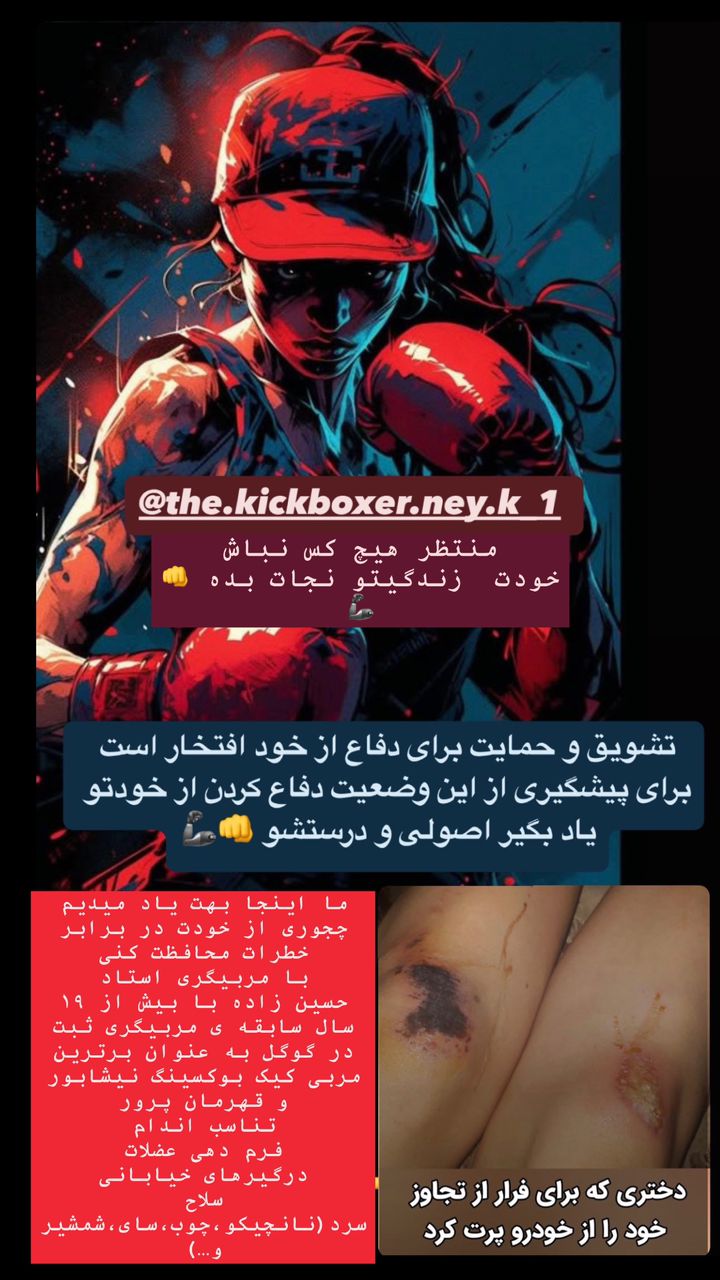 @the.kickboxer.ney.k_1
منتظر هیچ کس نباش
خودت زندگیتو نجات بده 👊
🦾
تشویق و حمایت برای دفاع از خود افتخار است
برای پیشگیری از این وضعیت دفاع کردن از خودتو
یاد بگیر اصولی و درستشو 👊🦾
ما اینجا بهت یاد میدیم
چجوری از خودت در برابر
خطرات محافظت کنی
با مربیگری استاد
حسین زاده با بیش از ۱۹
سال سابقه ی مربیگری ثبت
در گوگل به عنوان برترین
مربی کیک بوکسینگ نیشابور
و قهرمان پرور
تناسب اندام
فرم دهی عضلات
درگیرهای خیابانی
سلاح
سرد (نانچیکو،چوب،سای،شمشیر
و...)
دختری که برای فرار از تجاوز
خود را از خودرو پرت کرد